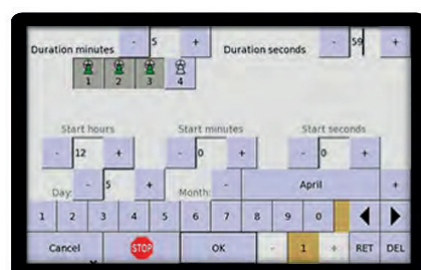 Duration minutes - 5 + Duration seconds - 59 +
1 2 3 4
Start hours Start minutes Start seconds
- 12 + - 0 + - 0 +
Day: - 5 + Month: - April +
1 2 3 4 5 6 7 8 9 0
Cancel STOP OK - 1 + RET DEL